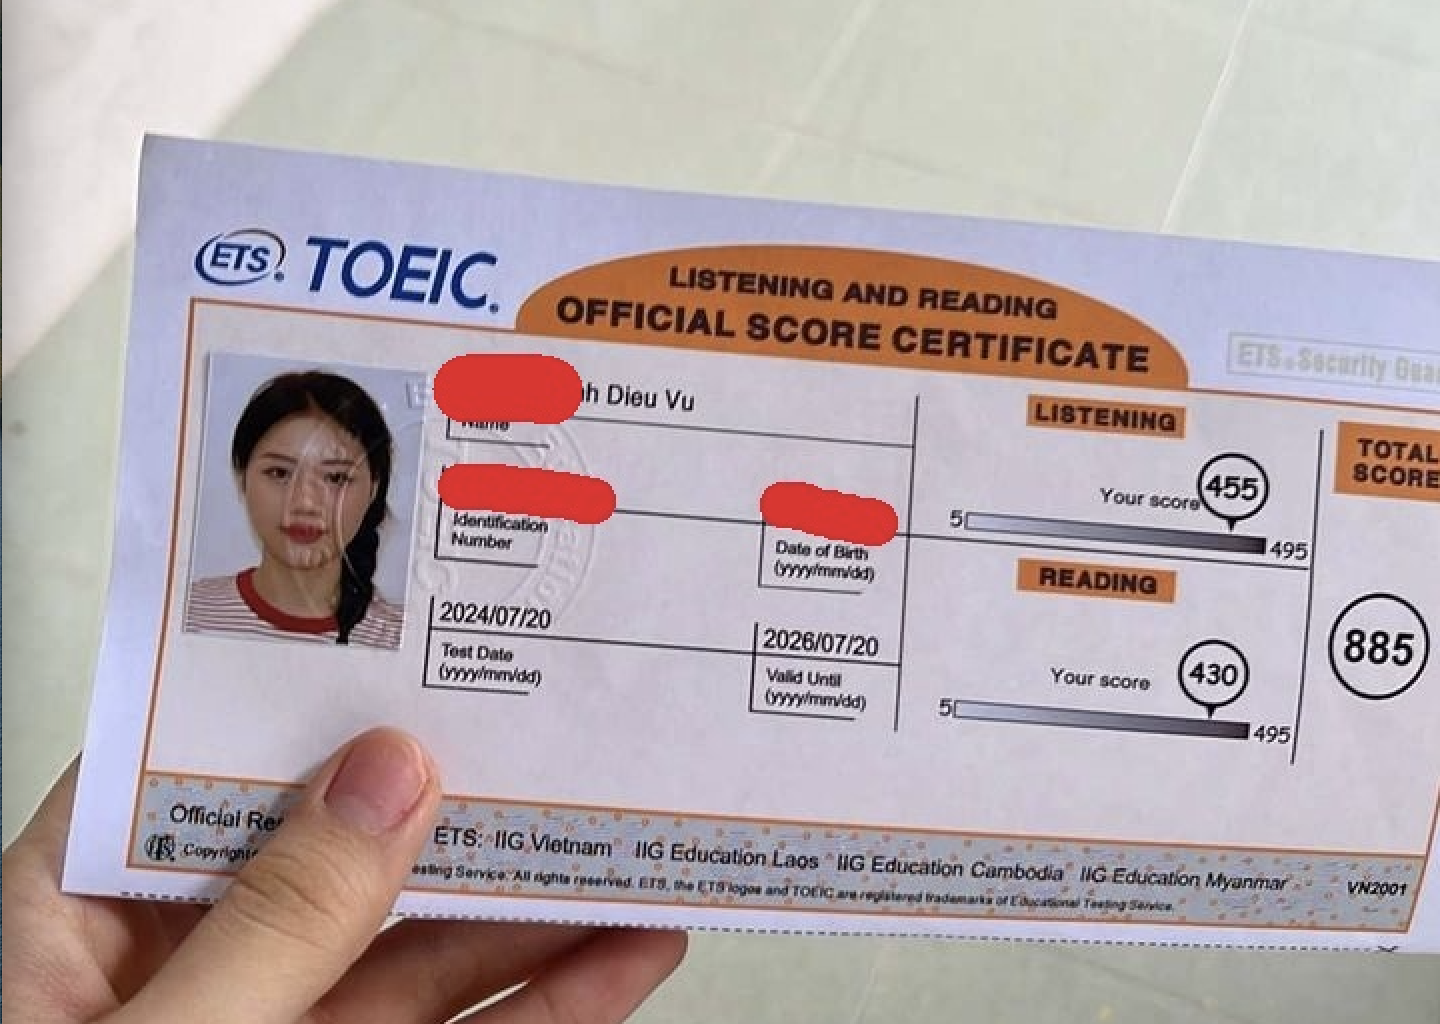 ETS® TOEIC®
LISTENING AND READING
OFFICIAL SCORE CERTIFICATE
ETS® Security
nh Dieu Vu
Name
Identification
Number
Date of Birth
(yyyy/mm/dd)
2024/07/20
Test Date
(yyyy/mm/dd)
2026/07/20
Valid Until
(yyyy/mm/dd)
LISTENING
Your score 455
5 495
READING
Your score 430
5 495
TOTAL
SCORE
885
Official
ETS: IIG Vietnam IIG Education Laos IIG Education Cambodia IIG Education Myanmar
Service. All rights reserved. ETS, the ETS logos and TOEIC are registered trademarks of Educational Testing Service.
VN2001